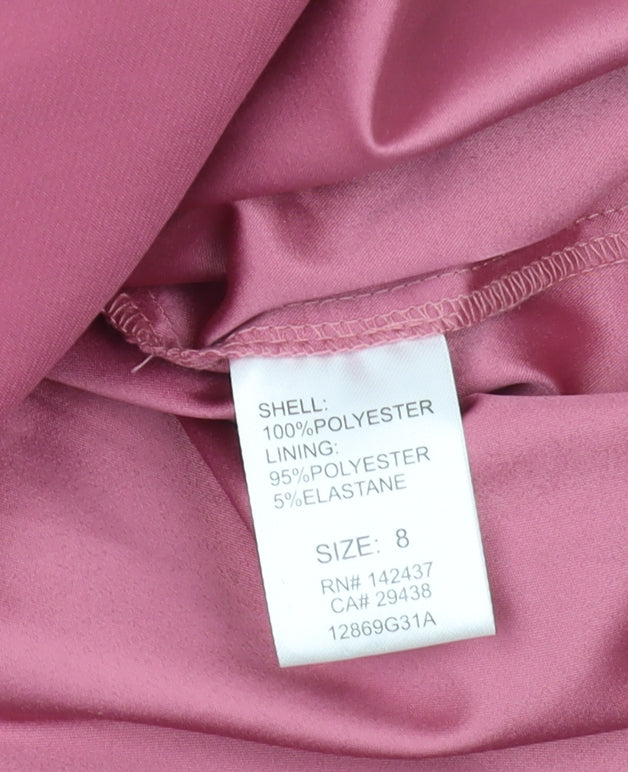 SHELL:
100%POLYESTER
LINING:
95%POLYESTER
5%ELASTANE
SIZE: 8
RN# 142437
CA# 29438
12869G31A